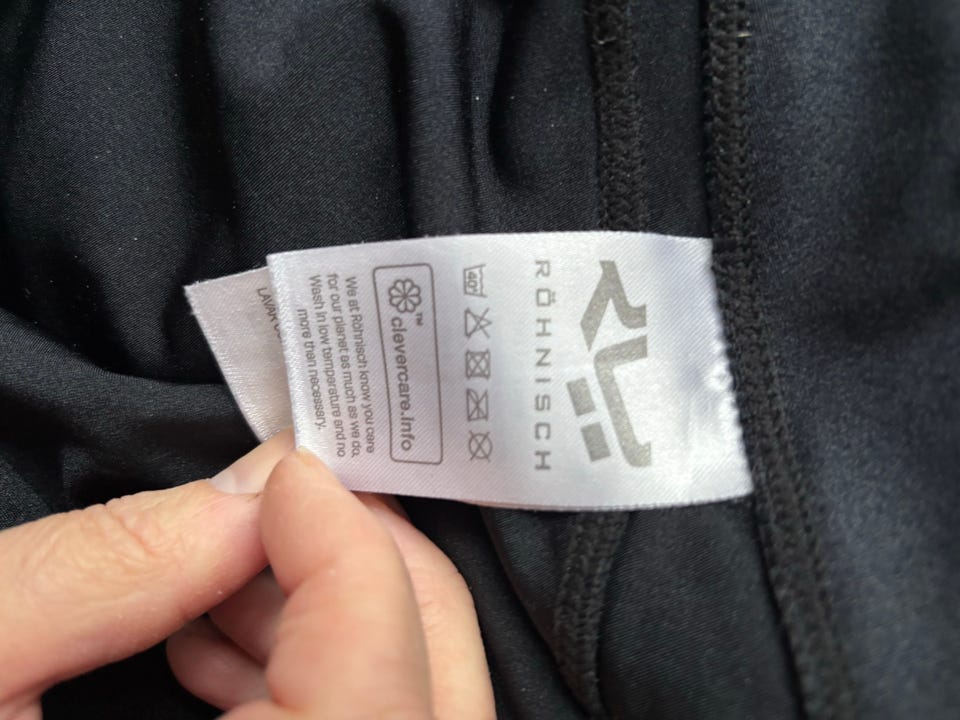 RÖHNISCH
40°
clevercare.info™
We at Röhnisch know you care
for our planet as much as we do.
Wash in low temperature and no
more than necessary.